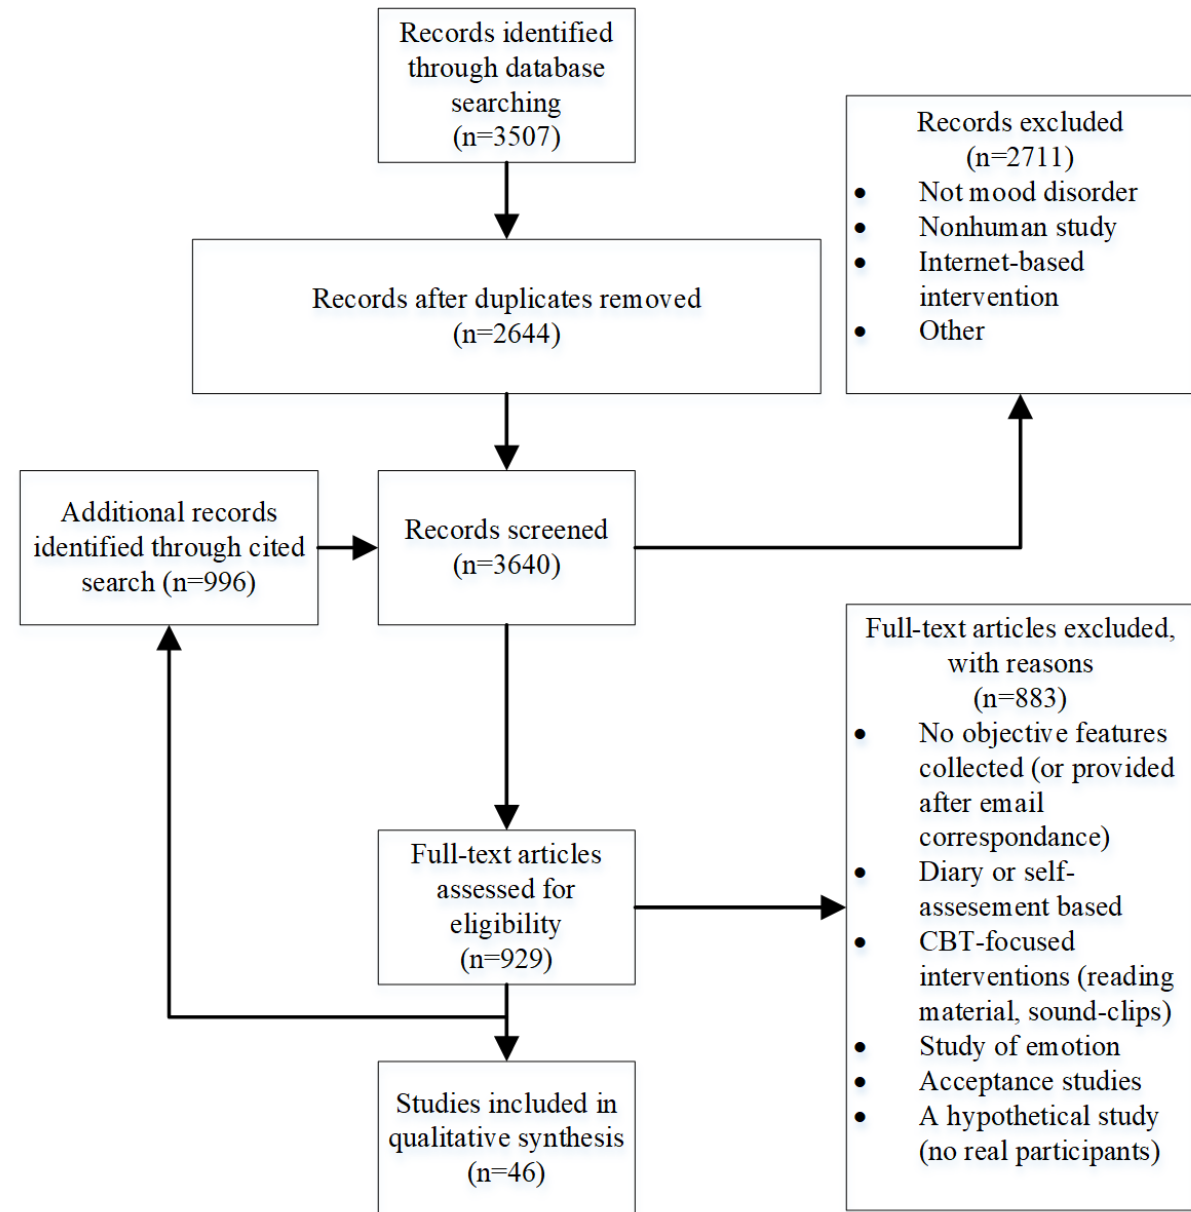 Records identified
through database
searching
(n=3507)
Records excluded
(n=2711)
• Not mood disorder
• Nonhuman study
• Internet-based
intervention
• Other
Records after duplicates removed
(n=2644)
Additional records
identified through cited
search (n=996)
Records screened
(n=3640)
Full-text articles excluded,
with reasons
(n=883)
• No objective features
collected (or provided
after email
correspondance)
• Diary or self-
assesement based
• CBT-focused
interventions (reading
material, sound-clips)
• Study of emotion
• Acceptance studies
• A hypothetical study
(no real participants)
Full-text articles
assessed for
eligibility
(n=929)
Studies included in
qualitative synthesis
(n=46)